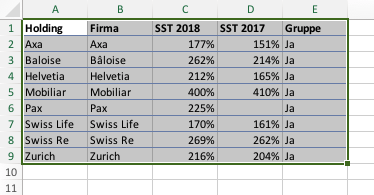 A B C D E
1 Holding Firma SST 2018 SST 2017 Gruppe
2 Axa Axa 177% 151% Ja
3 Baloise Bâloise 262% 214% Ja
4 Helvetia Helvetia 212% 165% Ja
5 Mobiliar Mobiliar 400% 410% Ja
6 Pax Pax 225% Ja
7 Swiss Life Swiss Life 170% 161% Ja
8 Swiss Re Swiss Re 269% 262% Ja
9 Zurich Zurich 216% 204% Ja
10
11